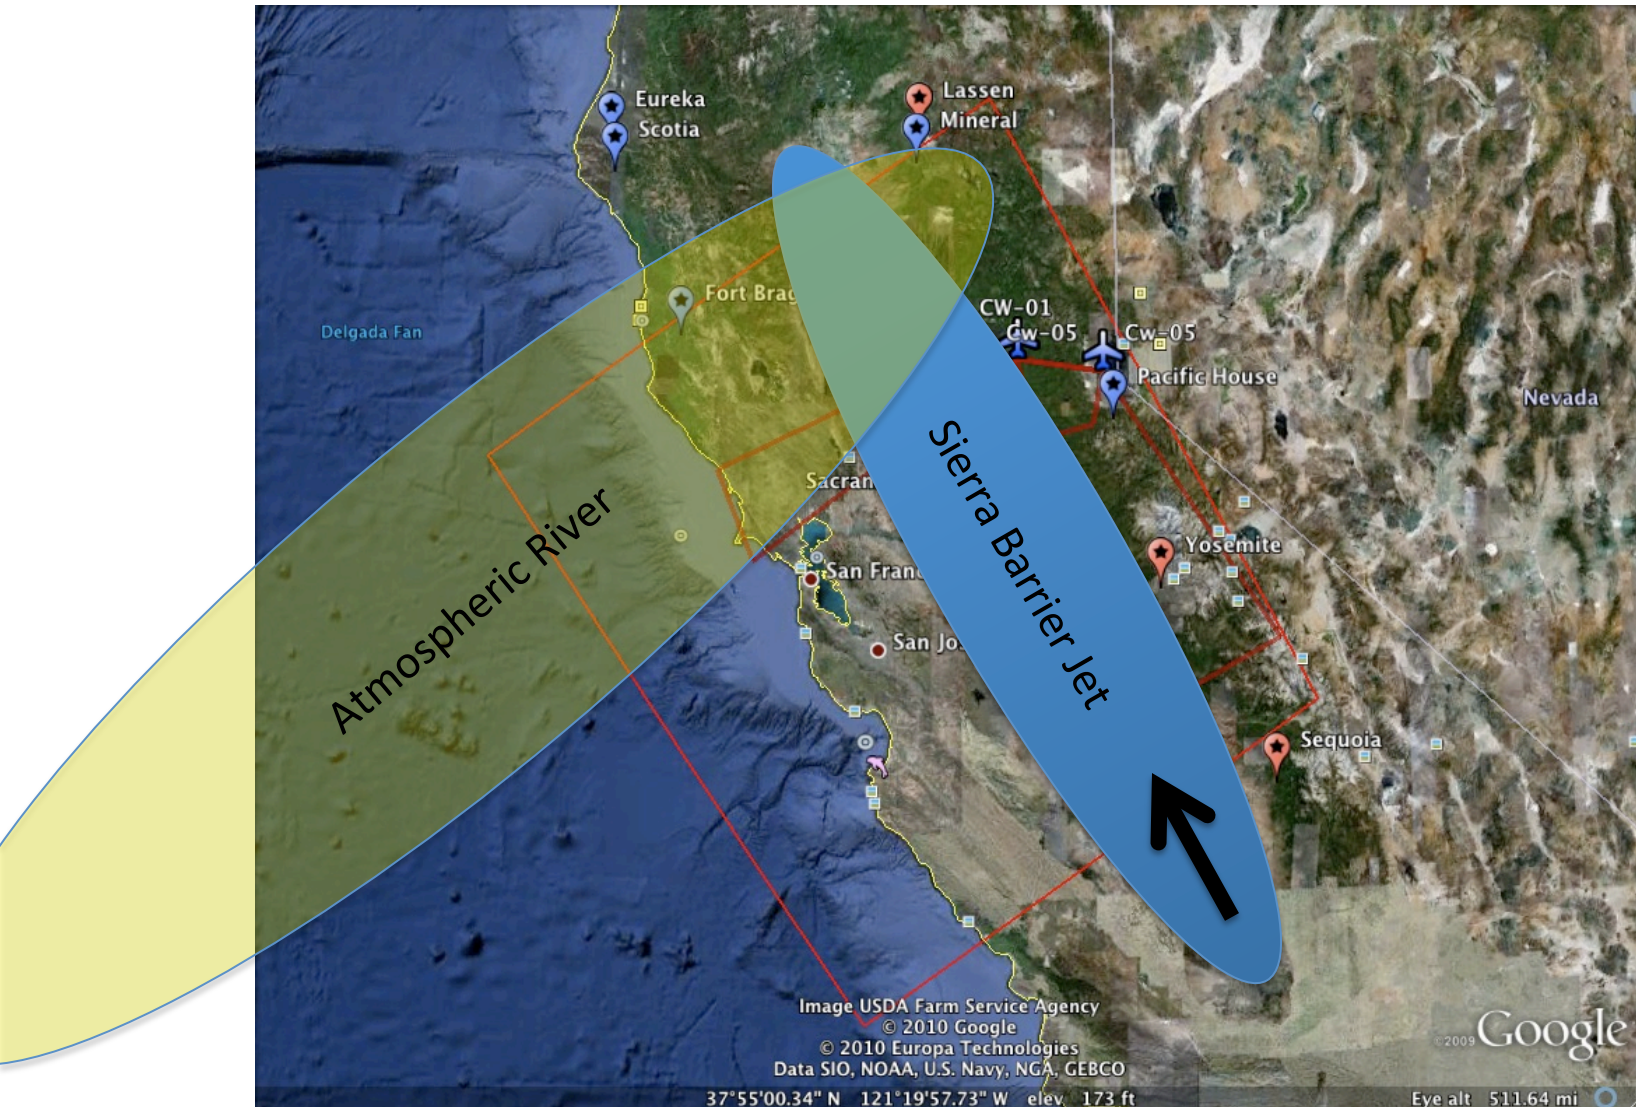 Eureka
Scotia
Lassen
Mineral
Fort Brag
Delgada Fan
CW-01
Cw-05
Cw-05
Pacific House
Nevada
Sacran
Atmospheric River
Sierra Barrier Jet
Yosemite
San Fran
San Jo
Sequoia
Image USDA Farm Service Agency
© 2010 Google
© 2010 Europa Technologies
Data SIO, NOAA, U.S. Navy, NGA, GEBCO
©2009 Google
37°55'00.34" N 121°19'57.73" W elev 173 ft
Eye alt 511.64 mi